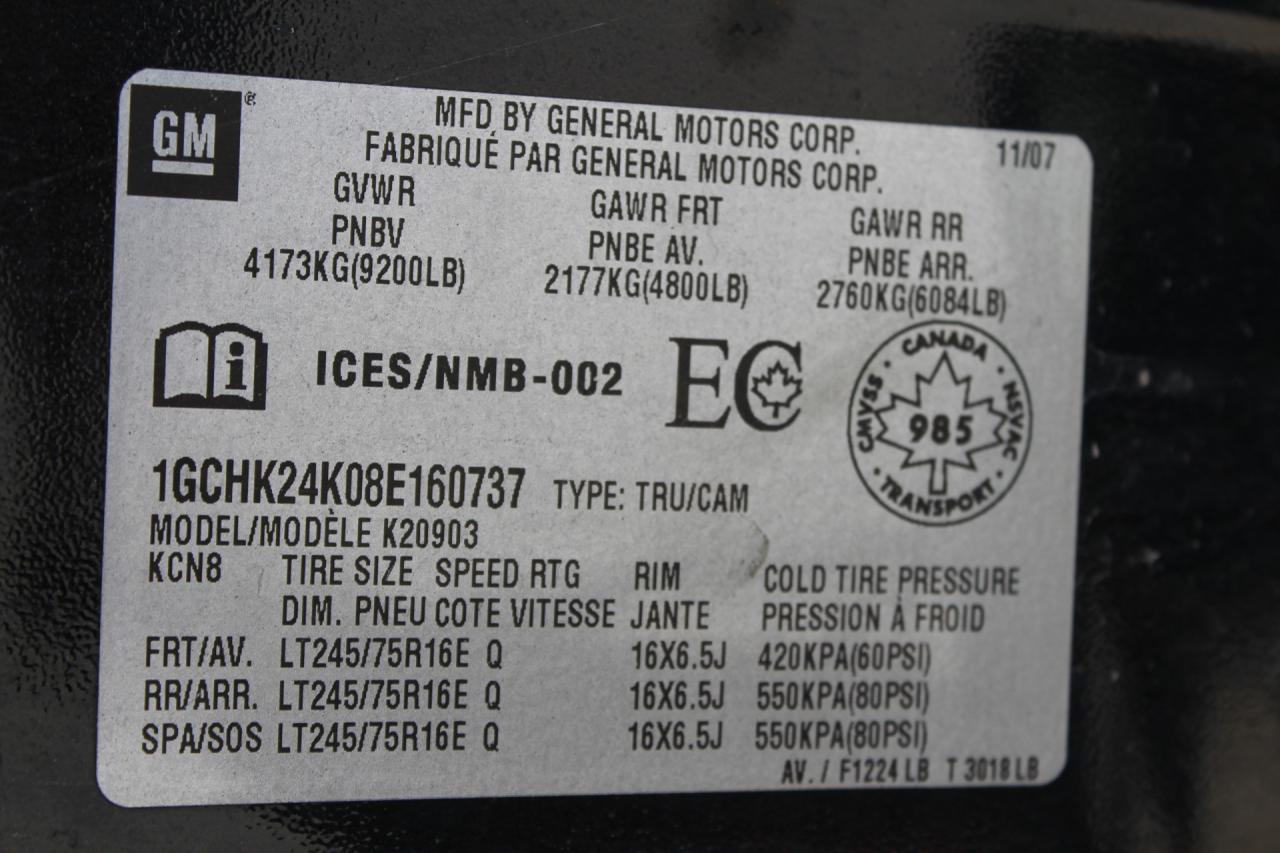 GM ®
MFD BY GENERAL MOTORS CORP.
11/07
FABRIQUÉ PAR GENERAL MOTORS CORP.
GVWR GAWR FRT GAWR RR
PNBV PNBE AV. PNBE ARR.
4173KG(9200LB) 2177KG(4800LB) 2760KG(6084LB)
i ICES/NMB-002 EC
CANADA · NSVAC · TRANSPORT · CMVSS ·
985
1GCHK24K08E160737 TYPE: TRU/CAM
MODEL/MODÈLE K20903
KCN8 TIRE SIZE SPEED RTG RIM COLD TIRE PRESSURE
DIM. PNEU COTE VITESSE JANTE PRESSION À FROID
FRT/AV. LT245/75R16E Q 16X6.5J 420KPA(60PSI)
RR/ARR. LT245/75R16E Q 16X6.5J 550KPA(80PSI)
SPA/SOS LT245/75R16E Q 16X6.5J 550KPA(80PSI)
AV. / F1224 LB T 3018 LB